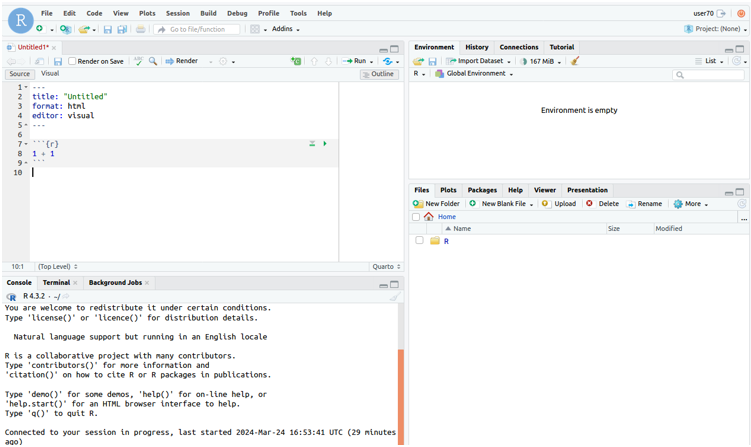 R
File Edit Code View Plots Session Build Debug Profile Tools Help
user70
Go to file/function
Addins
Project: (None)
Untitled1*
Render on Save
Render
Run
Source Visual
Outline
1 ---
2 title: "Untitled"
3 format: html
4 editor: visual
5 ---
6
7 ```{r}
8 1 + 1
9 ```
10
10:1 (Top Level) Quarto
Console Terminal Background Jobs
R 4.3.2 · ~/
You are welcome to redistribute it under certain conditions.
Type 'license()' or 'licence()' for distribution details.
Natural language support but running in an English locale
R is a collaborative project with many contributors.
Type 'contributors()' for more information and
'citation()' on how to cite R or R packages in publications.
Type 'demo()' for some demos, 'help()' for on-line help, or
'help.start()' for an HTML browser interface to help.
Type 'q()' to quit R.
Connected to your session in progress, last started 2024-Mar-24 16:53:41 UTC (29 minutes
ago)
Environment History Connections Tutorial
Import Dataset 167 MiB List
R Global Environment
Environment is empty
Files Plots Packages Help Viewer Presentation
New Folder New Blank File Upload Delete Rename More
Home ...
Name Size Modified
R